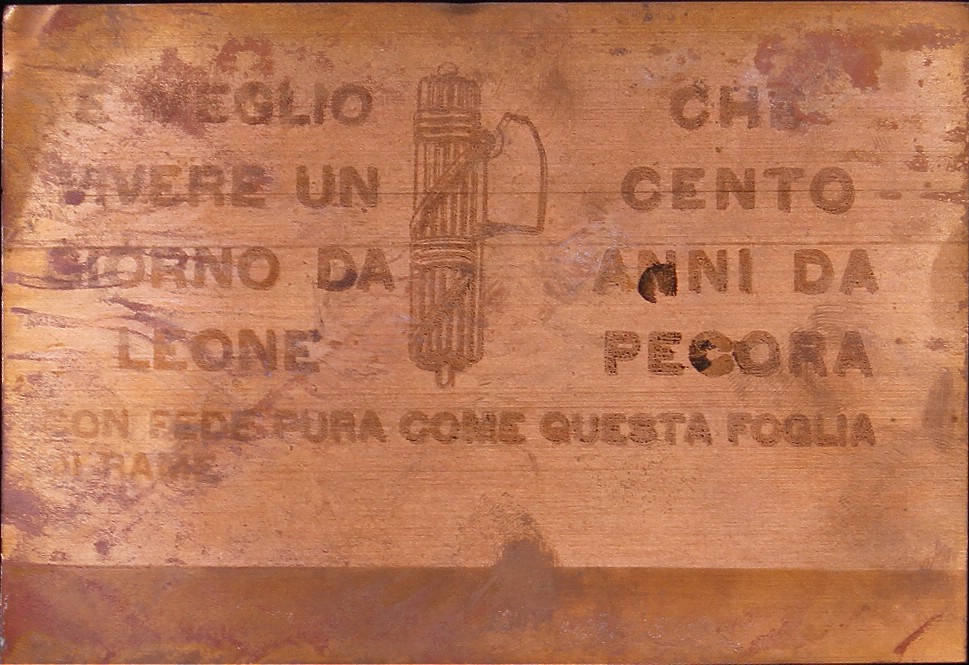 E MEGLIO
VIVERE UN
GIORNO DA
LEONE
CHE
CENTO
ANNI DA
PECORA
CON FEDE PURA COME QUESTA FOGLIA
DI RAME